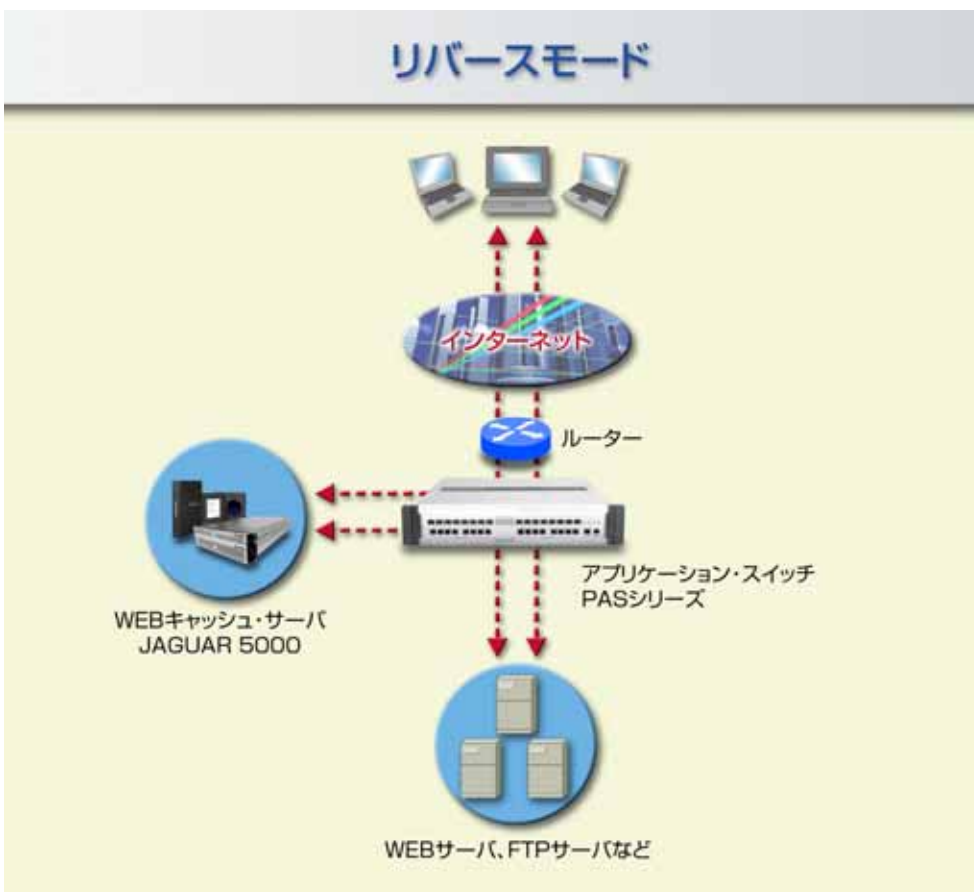 リバースモード
インターネット
ルーター
アプリケーション・スイッチ
PASシリーズ
WEBキャッシュ・サーバ
JAGUAR 5000
WEBサーバ、FTPサーバなど